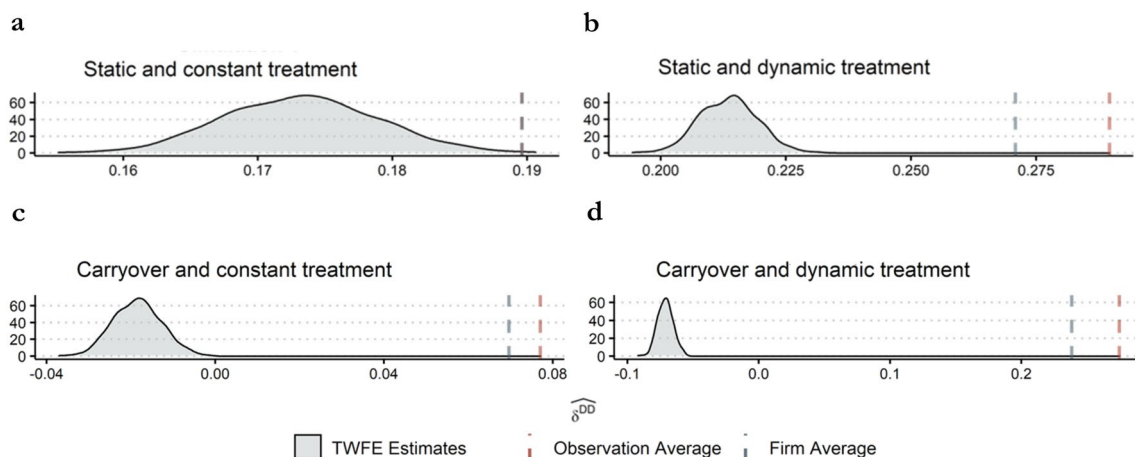 a
Static and constant treatment
60
40
20
0
0.16 0.17 0.18 0.19
b
Static and dynamic treatment
60
40
20
0
0.200 0.225 0.250 0.275
c
Carryover and constant treatment
60
40
20
0
-0.04 0.00 0.04 0.08
d
Carryover and dynamic treatment
60
40
20
0
-0.1 0.0 0.1 0.2
δ̂ᴰᴰ
TWFE Estimates Observation Average Firm Average